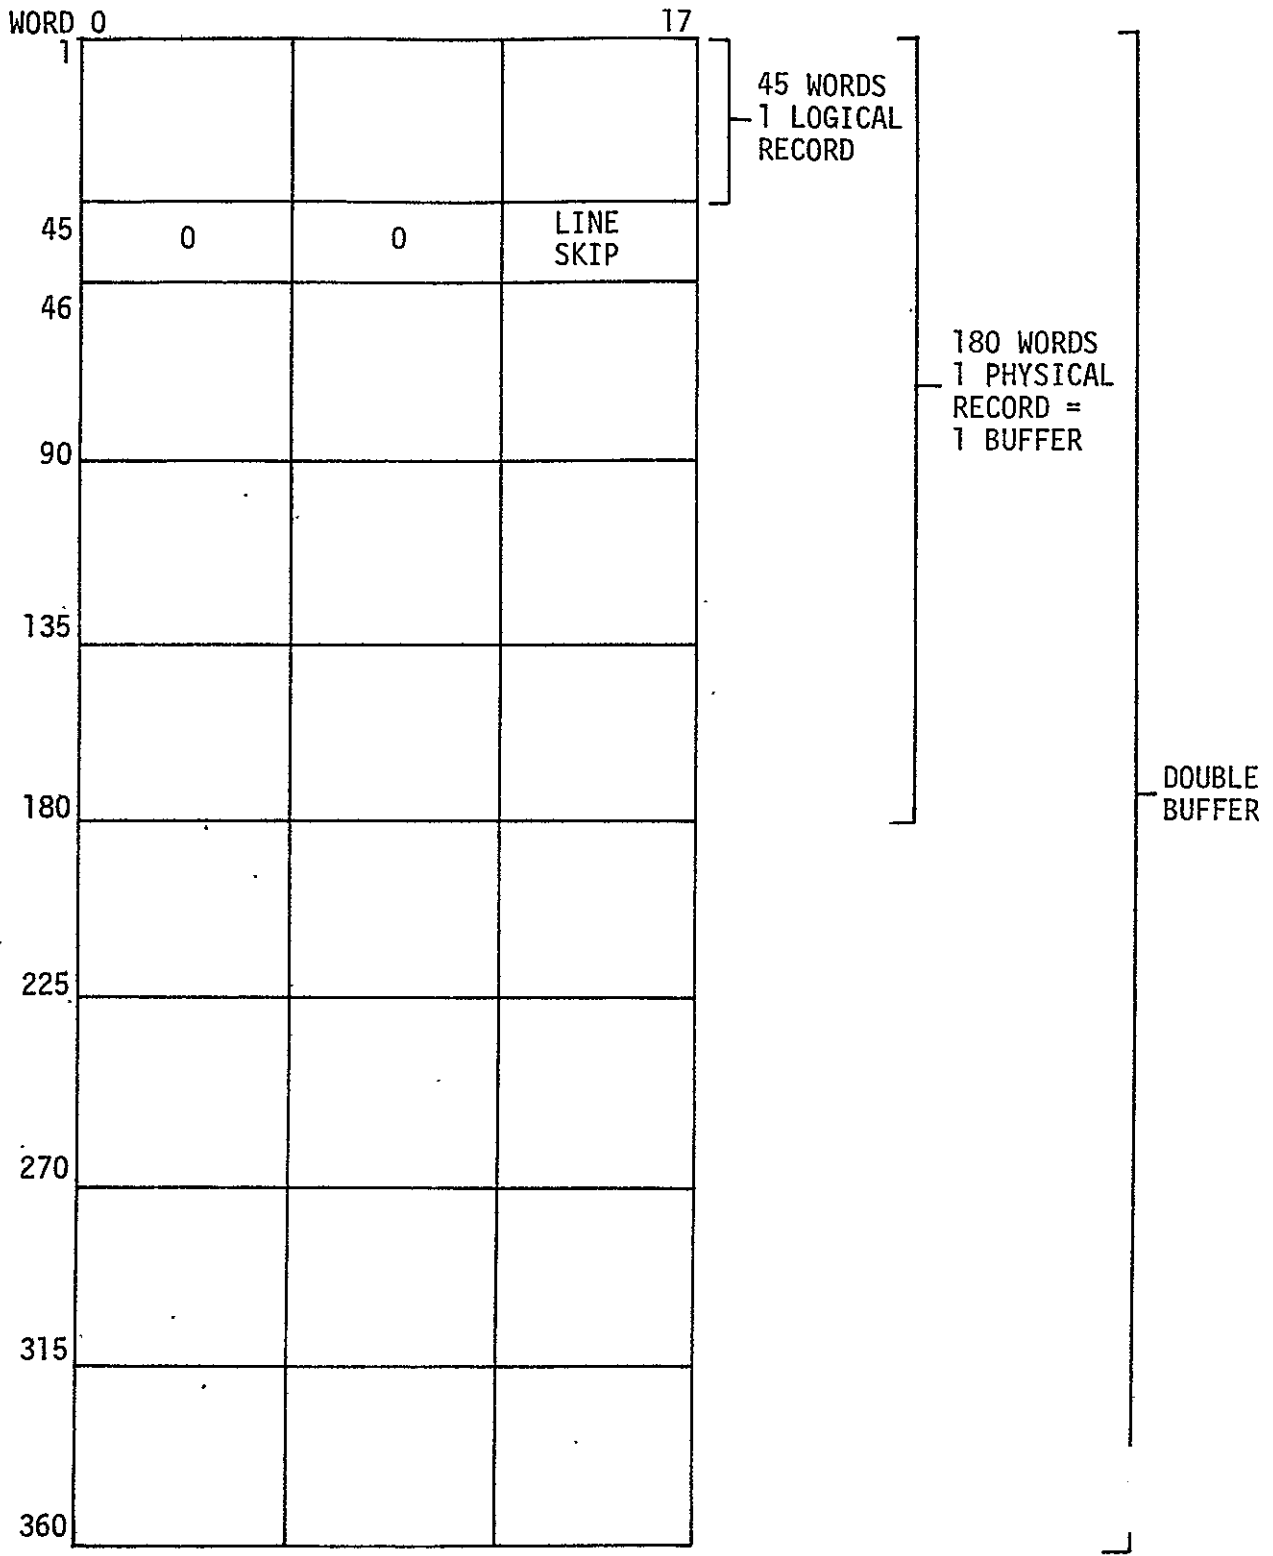 WORD 0 17
1
45 WORDS
1 LOGICAL
RECORD
45 0 0 LINE
SKIP
46
180 WORDS
1 PHYSICAL
RECORD =
1 BUFFER
90
135
180
DOUBLE
BUFFER
225
270
315
360